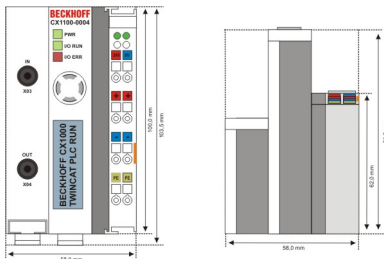 BECKHOFF
CX1100-0004
PWR
I/O RUN
I/O ERR
IN
X03
OUT
X04
BECKHOFF CX1000
TWINCAT PLC RUN
+ +
- -
PE PE
100,0 mm
103,5 mm
58,0 mm
62,0 mm